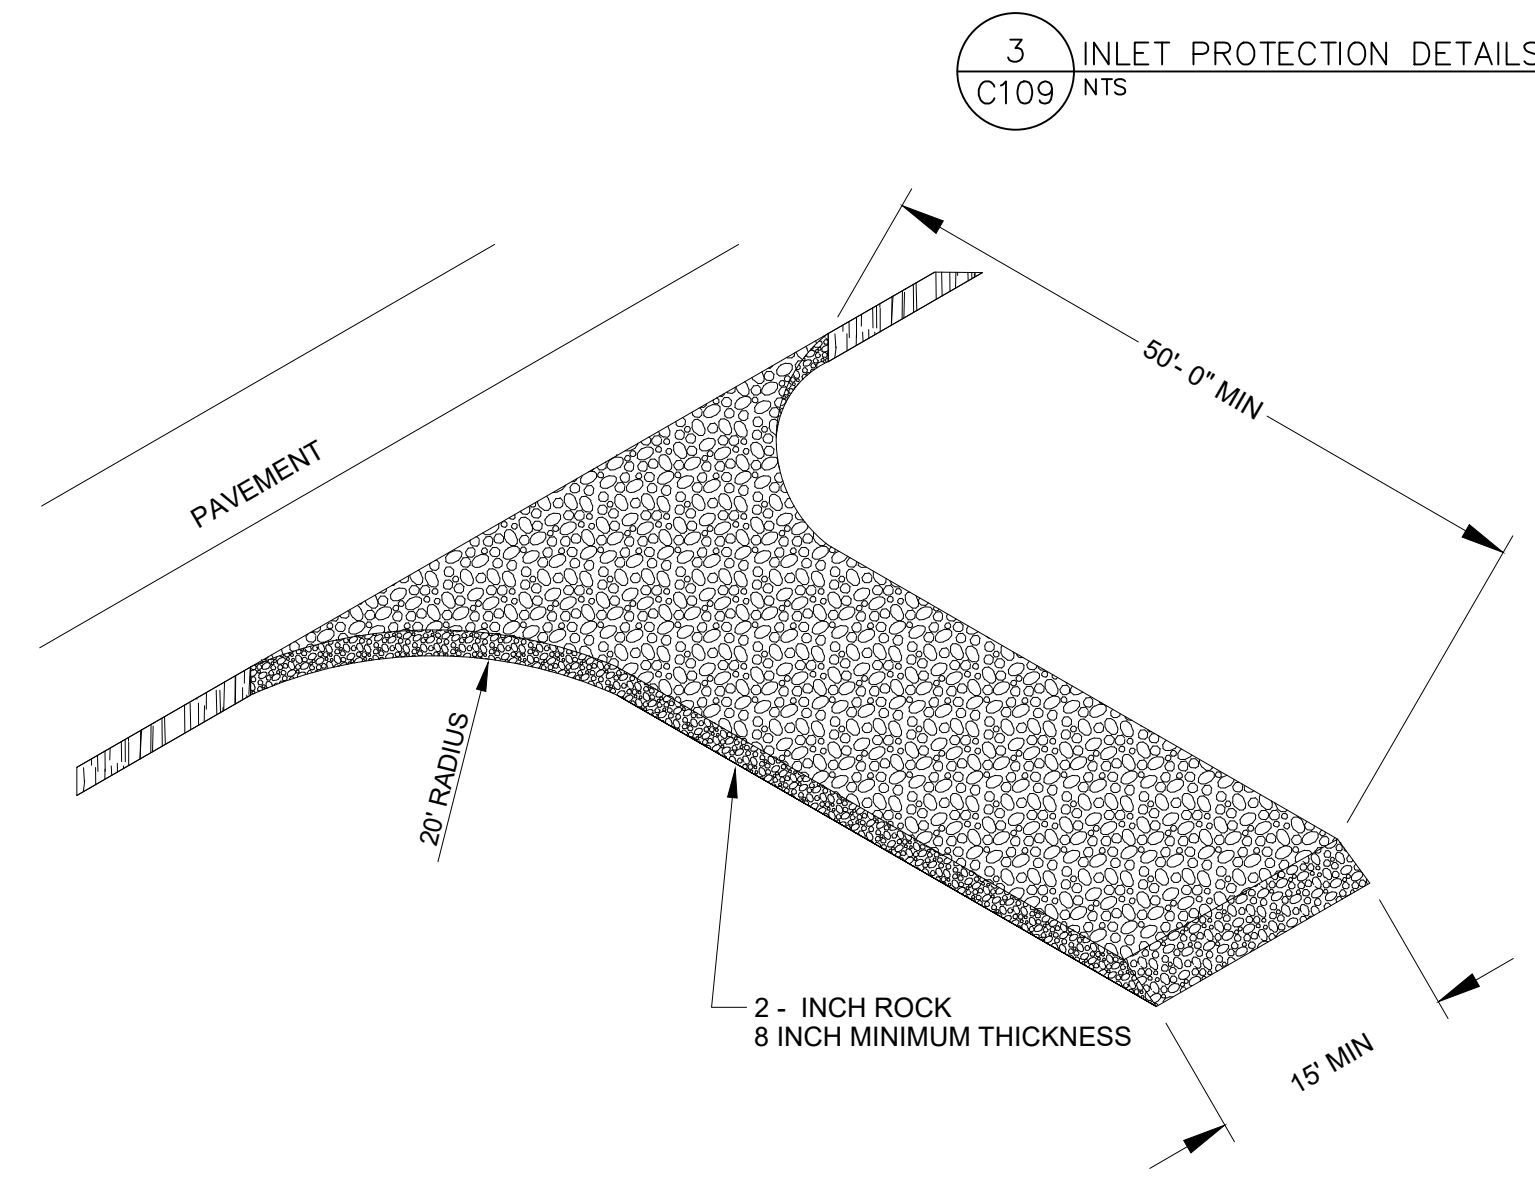 3
INLET PROTECTION DETAILS
C109
NTS
50'- 0" MIN
PAVEMENT
20' RADIUS
2 -  INCH ROCK
8 INCH MINIMUM THICKNESS
15' MIN